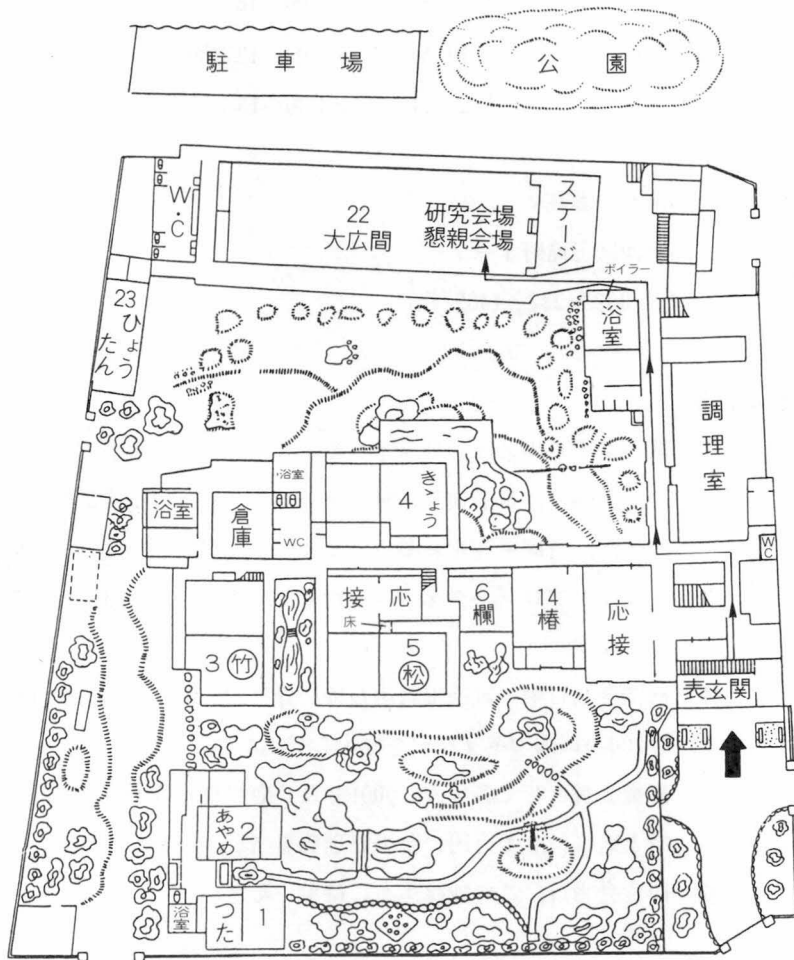 駐車場
公園
W・C
22
大広間
研究会場
懇親会場
ステージ
ボイラー
浴室
23
ひょうたん
調理室
浴室
倉庫
浴室
WC
4
きゝょう
WC
3 竹
接応
床
5
松
6
欄
14
椿
応接
表玄関
あやめ
2
浴室
つた
1